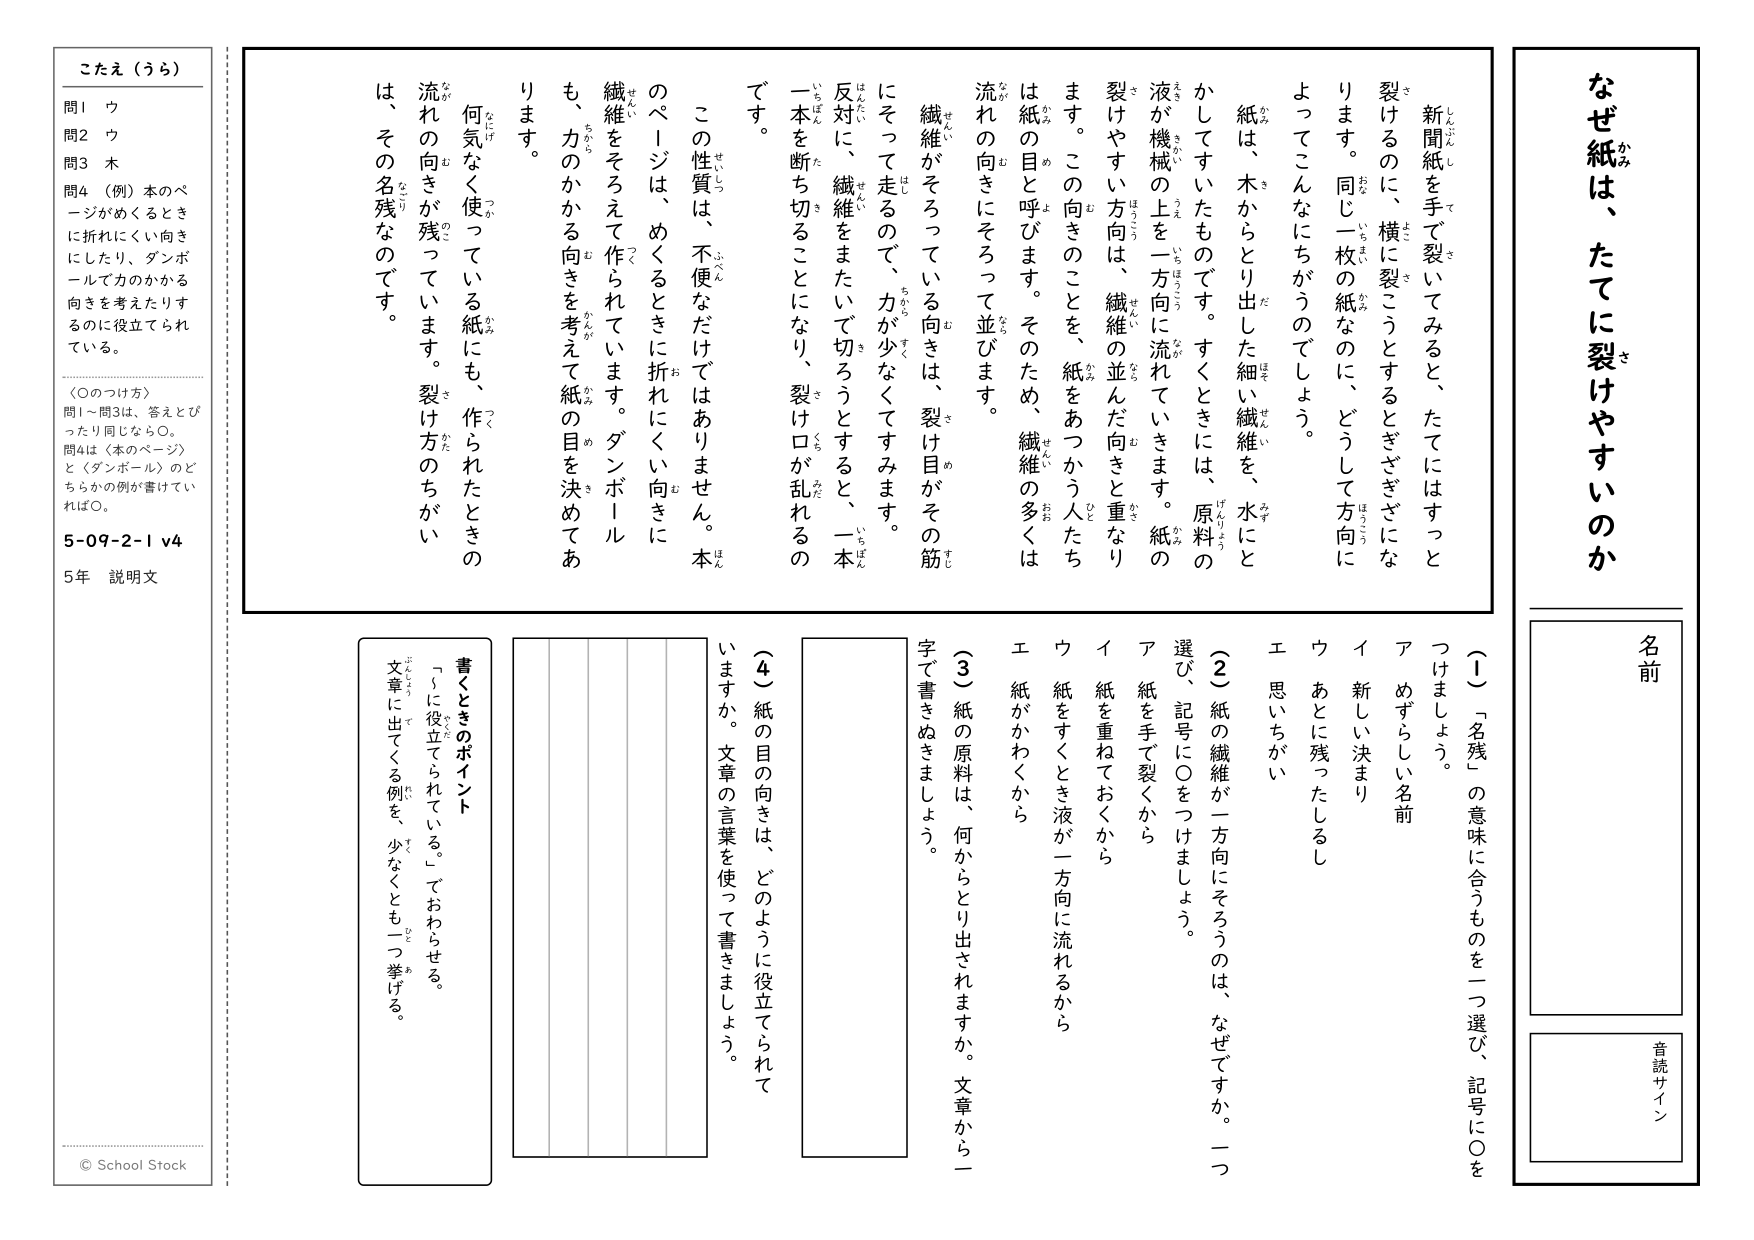 なぜ紙は、たてに裂けやすいのか
名前
音読サイン
新聞紙を手で裂いてみると、たてにはすっと
裂けるのに、横に裂こうとするとぎざぎざにな
ります。同じ一枚の紙なのに、どうして方向に
よってこんなにちがうのでしょう。
紙は、木からとり出した細い繊維を、水にと
かしてすいたものです。すくときには、原料の
液が機械の上を一方向に流れていきます。紙の
裂けやすい方向は、繊維の並んだ向きと重なり
ます。この向きのことを、紙をあつかう人たち
は紙の目と呼びます。そのため、繊維の多くは
流れの向きにそろって並びます。
繊維がそろっている向きは、裂け目がその筋
にそって走るので、力が少なくてすみます。
反対に、繊維をまたいで切ろうとすると、一本
一本を断ち切ることになり、裂け口が乱れるの
です。
この性質は、不便なだけではありません。本
のページは、めくるときに折れにくい向きに
繊維をそろえて作られています。ダンボール
も、力のかかる向きを考えて紙の目を決めてあ
ります。
何気なく使っている紙にも、作られたときの
流れの向きが残っています。裂け方のちがい
は、その名残なのです。
（1）「名残」の意味に合うものを一つ選び、記号に〇を
つけましょう。
ア　めずらしい名前
イ　新しい決まり
ウ　あとに残ったしるし
エ　思いちがい
（2）紙の繊維が一方向にそろうのは、なぜですか。一つ
選び、記号に〇をつけましょう。
ア　紙を手で裂くから
イ　紙を重ねておくから
ウ　紙をすくとき液が一方向に流れるから
エ　紙がかわくから
（3）紙の原料は、何からとり出されますか。文章から一
字で書きぬきましょう。
（4）紙の目の向きは、どのように役立てられて
いますか。文章の言葉を使って書きましょう。
書くときのポイント
「〜に役立てられている。」でおわらせる。
文章に出てくる例を、少なくとも一つ挙げる。
こたえ（うら）
問1　ウ
問2　ウ
問3　木
問4　（例）本のペ
ージがめくるとき
に折れにくい向き
にしたり、ダンボ
ールで力のかかる
向きを考えたりす
るのに役立てられ
ている。
〈〇のつけ方〉
問1〜問3は、答えとぴ
ったり同じなら〇。
問4は〈本のページ〉
と〈ダンボール〉のど
ちらかの例が書けてい
れば〇。
5-09-2-1 v4
5年　説明文
© School Stock